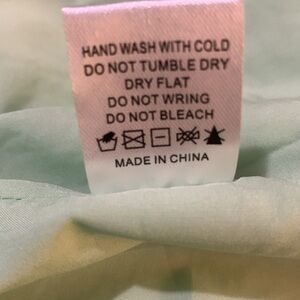 HAND WASH WITH COLD
DO NOT TUMBLE DRY
DRY FLAT
DO NOT WRING
DO NOT BLEACH
MADE IN CHINA